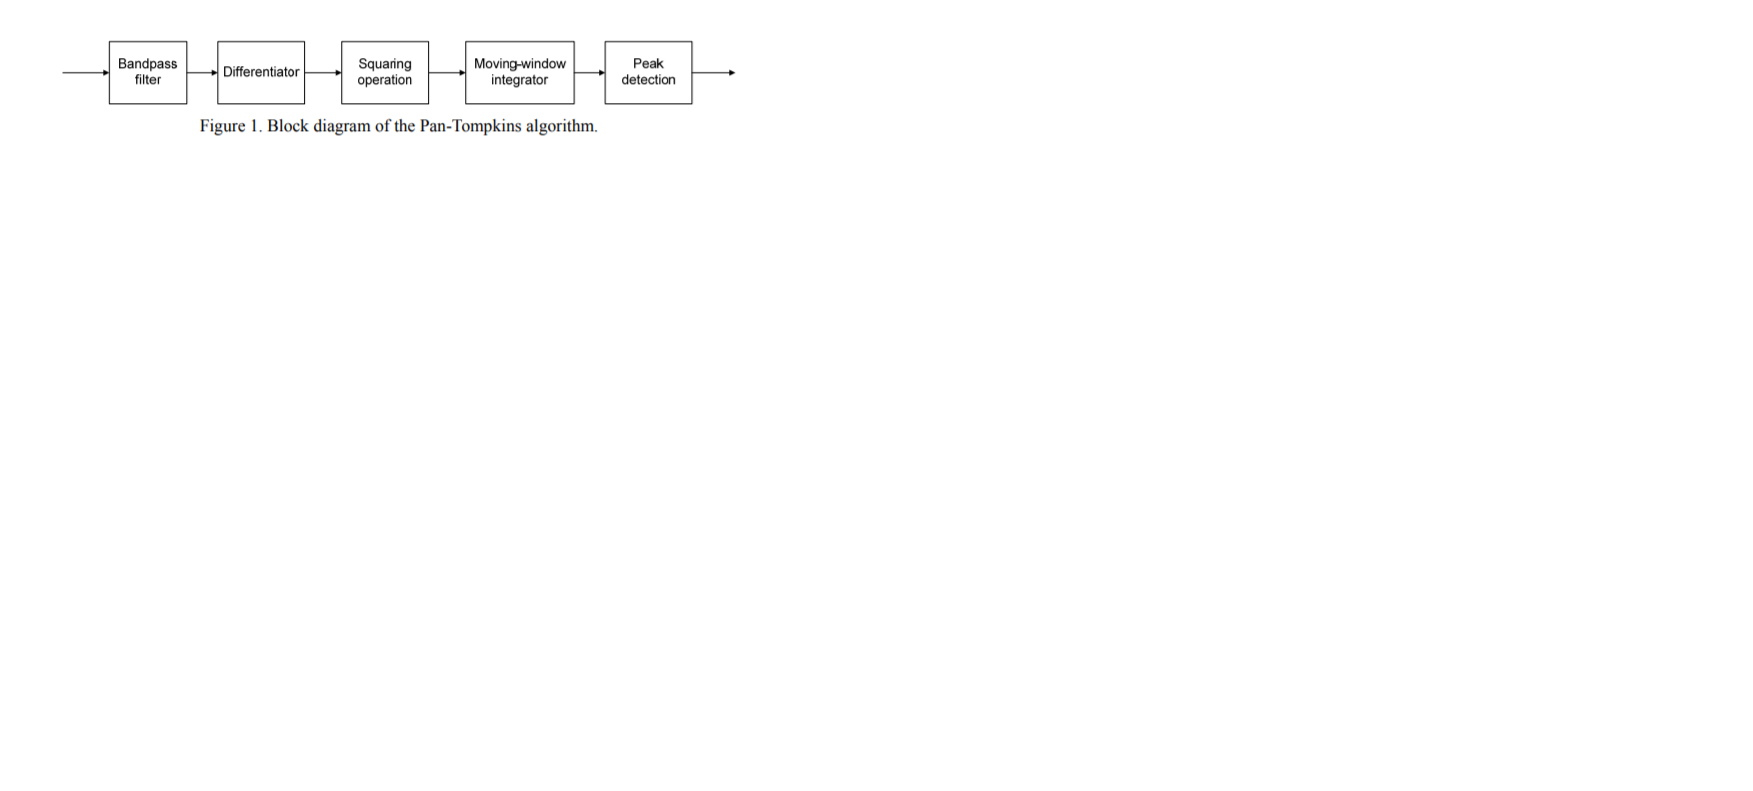 Bandpass
filter
Differentiator
Squaring
operation
Moving-window
integrator
Peak
detection
Figure 1. Block diagram of the Pan-Tompkins algorithm.